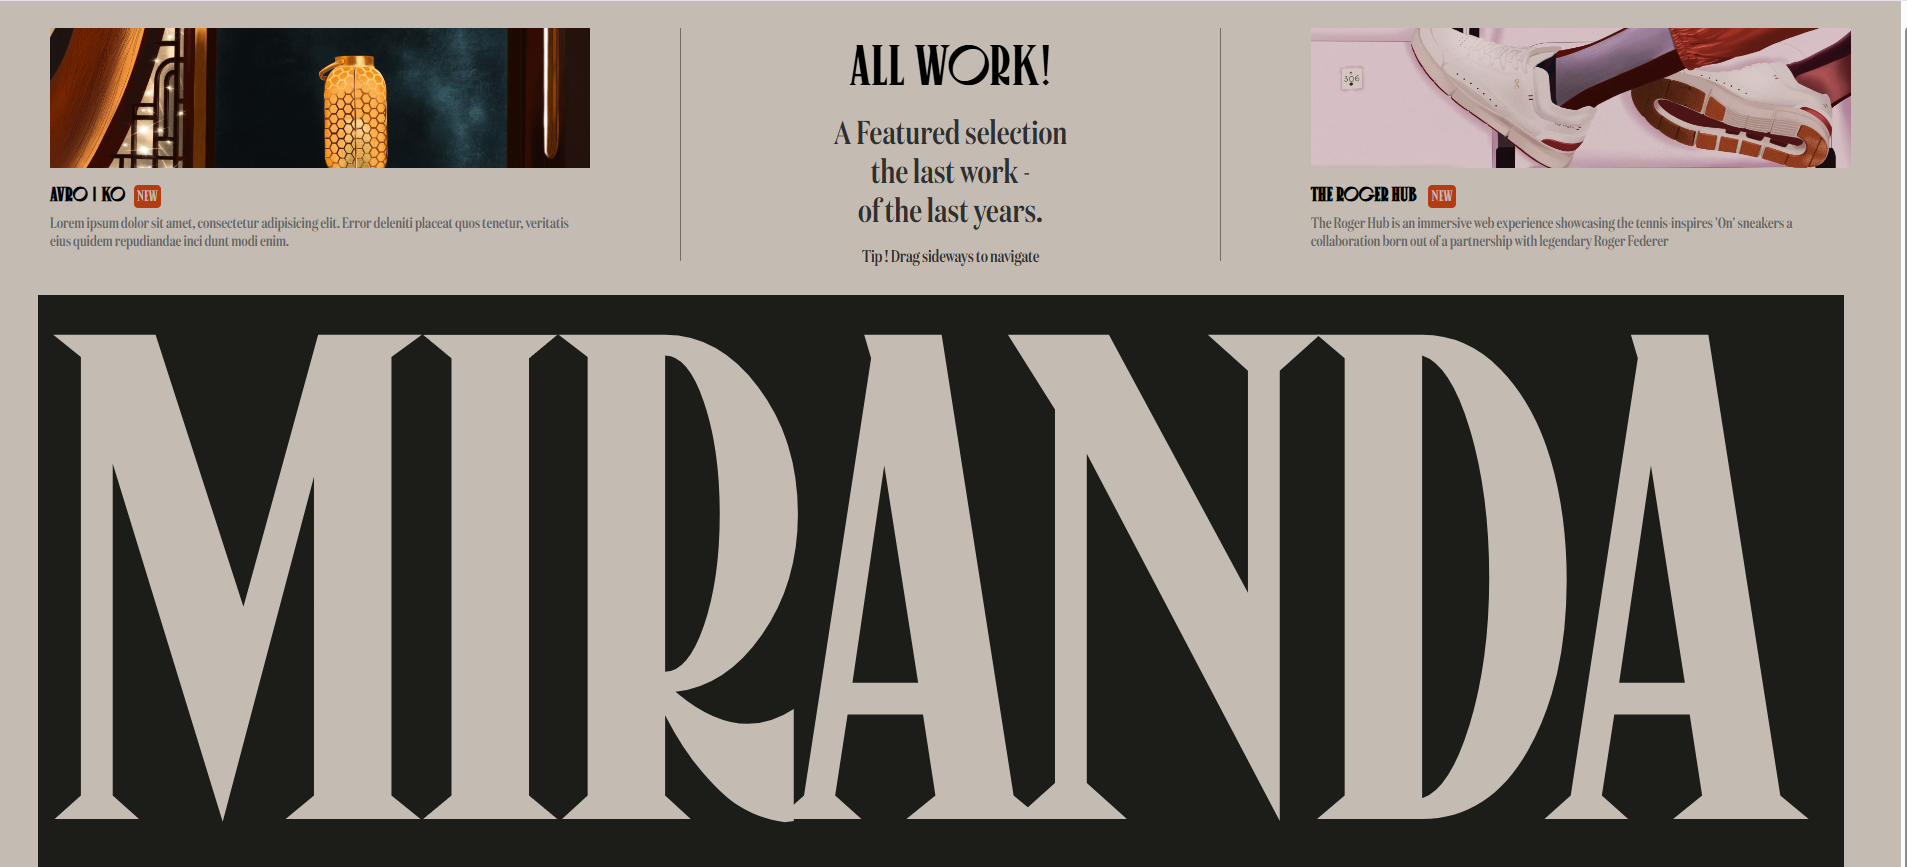 AVRO | KO NEW
Lorem ipsum dolor sit amet, consectetur adipisicing elit. Error deleniti placeat quos tenetur, veritatis
eius quidem repudiandae inci dunt modi enim.
ALL WORK!
A Featured selection
the last work -
of the last years.
Tip ! Drag sideways to navigate
306
THE ROGER HUB NEW
The Roger Hub is an immersive web experience showcasing the tennis-inspires 'On' sneakers a
collaboration born out of a partnership with legendary Roger Federer
MIRANDA